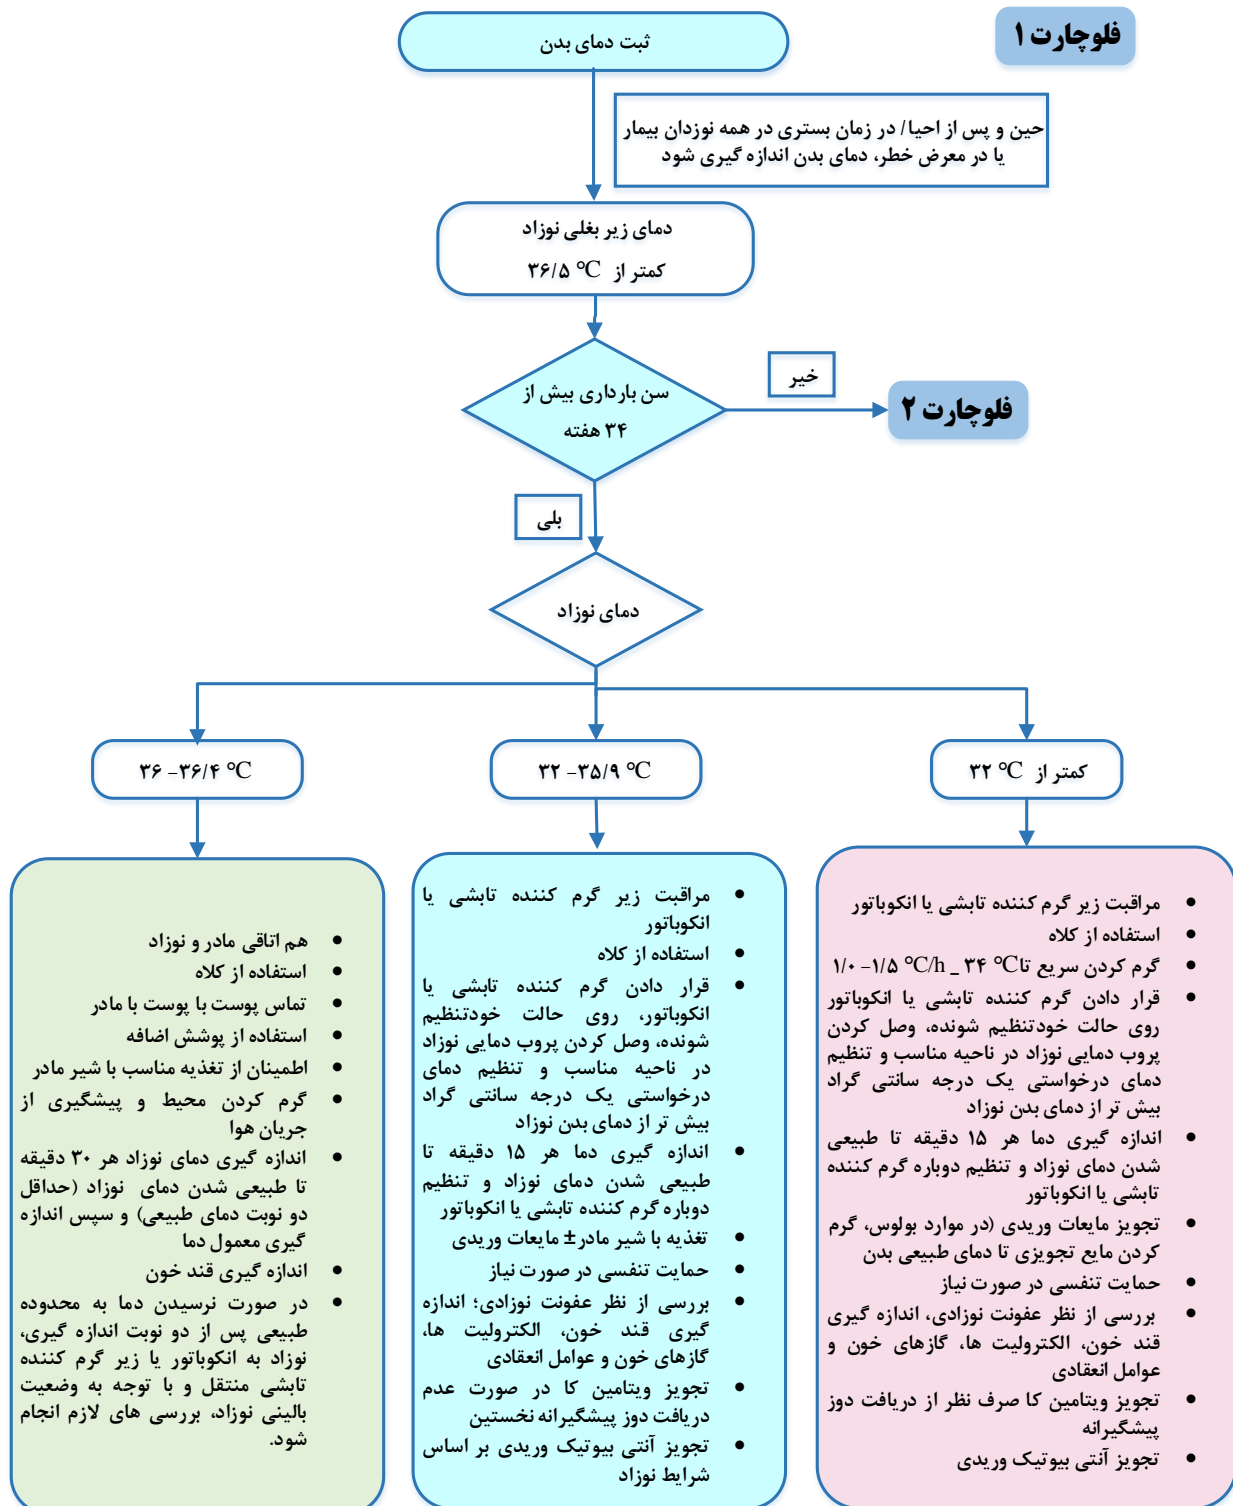 فلوچارت ۱
ثبت دمای بدن
حین و پس از احیا/ در زمان بستری در همه نوزدان بیمار
یا در معرض خطر، دمای بدن اندازه گیری شود
دمای زیر بغلی نوزاد
کمتر از ۳۶/۵ °C
سن بارداری بیش از
۳۴ هفته
خیر
فلوچارت ۲
بلی
دمای نوزاد
کمتر از ۳۲ °C
۳۲ -۳۵/۹ °C
۳۶ -۳۶/۴ °C
• مراقبت زیر گرم کننده تابشی یا انکوباتور
• استفاده از کلاه
• گرم کردن سریع تا ۳۴ °C _ ۱/۰ -۱/۵ °C/h
• قرار دادن گرم کننده تابشی یا انکوباتور
روی حالت خودتنظیم شونده، وصل کردن
پروب دمایی نوزاد در ناحیه مناسب و تنظیم
دمای درخواستی یک درجه سانتی گراد
بیش تر از دمای بدن نوزاد
• اندازه گیری دما هر ۱۵ دقیقه تا طبیعی
شدن دمای نوزاد و تنظیم دوباره گرم کننده
تابشی یا انکوباتور
• تجویز مایعات وریدی (در موارد بولوس، گرم
کردن مایع تجویزی تا دمای طبیعی بدن
• حمایت تنفسی در صورت نیاز
• بررسی از نظر عفونت نوزادی، اندازه گیری
قند خون، الکترولیت ها، گازهای خون و
عوامل انعقادی
• تجویز ویتامین کا صرف نظر از دریافت دوز
پیشگیرانه
• تجویز آنتی بیوتیک وریدی
• مراقبت زیر گرم کننده تابشی یا
انکوباتور
• استفاده از کلاه
• قرار دادن گرم کننده تابشی یا
انکوباتور، روی حالت خودتنظیم
شونده، وصل کردن پروب دمایی نوزاد
در ناحیه مناسب و تنظیم دمای
درخواستی یک درجه سانتی گراد
بیش تر از دمای بدن نوزاد
• اندازه گیری دما هر ۱۵ دقیقه تا
طبیعی شدن دمای نوزاد و تنظیم
دوباره گرم کننده تابشی یا انکوباتور
• تغذیه با شیر مادر± مایعات وریدی
• حمایت تنفسی در صورت نیاز
• بررسی از نظر عفونت نوزادی؛ اندازه
گیری قند خون، الکترولیت ها،
گازهای خون و عوامل انعقادی
• تجویز ویتامین کا در صورت عدم
دریافت دوز پیشگیرانه نخستین
• تجویز آنتی بیوتیک وریدی بر اساس
شرایط نوزاد
• هم اتاقی مادر و نوزاد
• استفاده از کلاه
• تماس پوست با پوست با مادر
• استفاده از پوشش اضافه
• اطمینان از تغذیه مناسب با شیر مادر
• گرم کردن محیط و پیشگیری از
جریان هوا
• اندازه گیری دمای نوزاد هر ۳۰ دقیقه
تا طبیعی شدن دمای نوزاد (حداقل
دو نوبت دمای طبیعی) و سپس اندازه
گیری معمول دما
• اندازه گیری قند خون
• در صورت نرسیدن دما به محدوده
طبیعی پس از دو نوبت اندازه گیری،
نوزاد به انکوباتور یا زیر گرم کننده
تابشی منتقل و با توجه به وضعیت
بالینی نوزاد، بررسی های لازم انجام
شود.